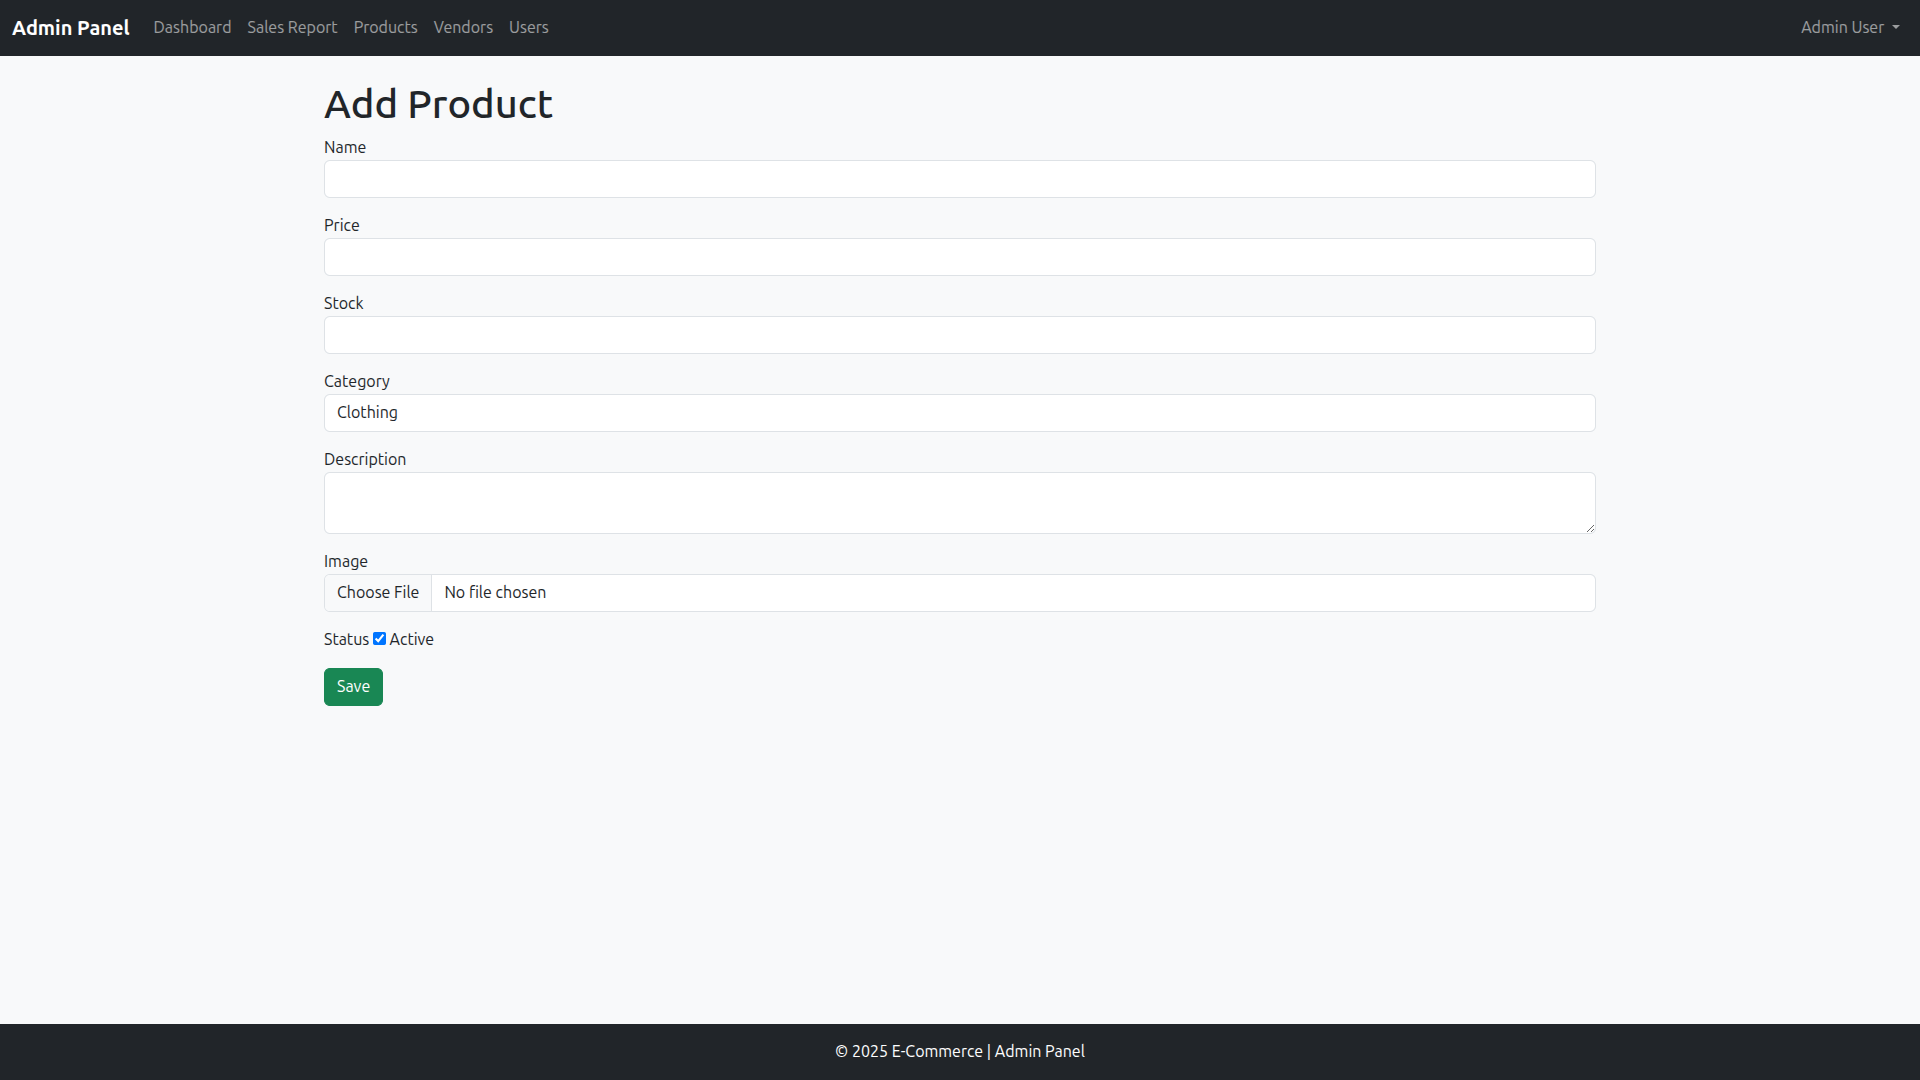 Admin Panel Dashboard Sales Report Products Vendors Users Admin User
Add Product
Name
Price
Stock
Category
Clothing
Description
Image
Choose File No file chosen
Status Active
Save
© 2025 E-Commerce | Admin Panel